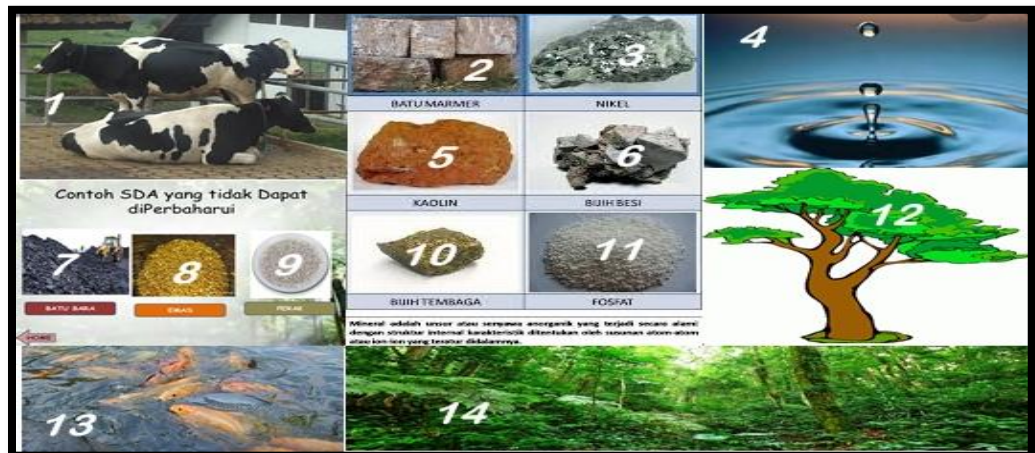 1
2
3
4
BATU MARMER
NIKEL
5
6
KAOLIN
BIJIH BESI
Contoh SDA yang tidak Dapat
diPerbaharui
7
8
9
BATU BARA
EMAS
PERAK
HOME
10
11
12
BIJIH TEMBAGA
FOSFAT
Mineral adalah unsor atau senyawa anorganik yang terjadi secara alami
dengan struktur internal karakteristik ditentukan oleh susunan atom-atom
atau ion-ion yang teratur didalamnya.
13
14